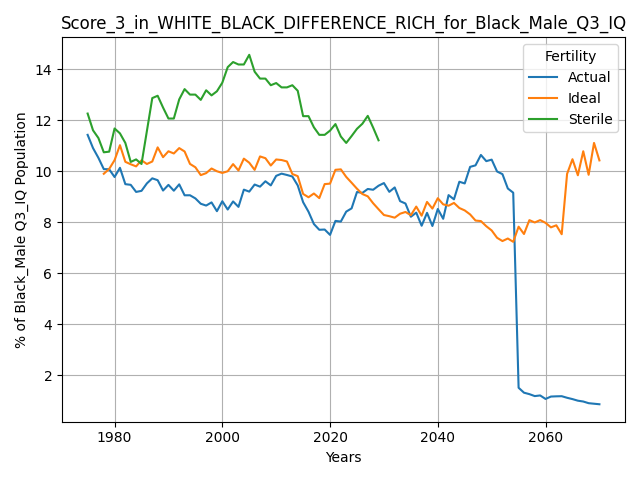 Score_3_in_WHITE_BLACK_DIFFERENCE_RICH_for_Black_Male_Q3_IQ
Fertility
Actual
Ideal
Sterile
% of Black_Male Q3_IQ Population
14
12
10
8
6
4
2
1980
2000
2020
2040
2060
Years